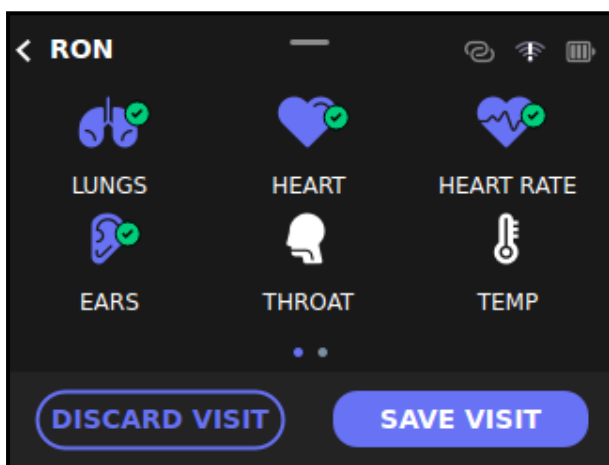 RON
LUNGS HEART HEART RATE
EARS THROAT TEMP
DISCARD VISIT SAVE VISIT